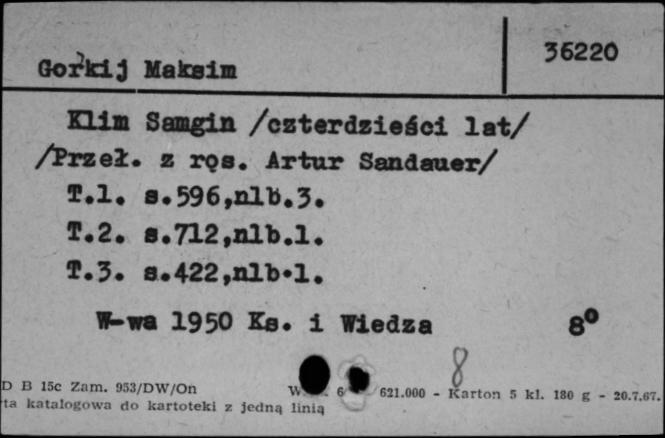 Gorkij Maksim
36220
Klim Samgin /czterdzieści lat/
/Przeł. z ros. Artur Sandauer/
T.1. s.596,nlb.3.
T.2. s.712,nlb.1.
T.3. s.422,nlb.1.
W-wa 1950 Ks. i Wiedza 8⁰
8
D B 15c Zam. 953/DW/On W 6 621.000 - Karton 5 kl. 180 g - 20.7.67.
ta katalogowa do kartoteki z jedną linią